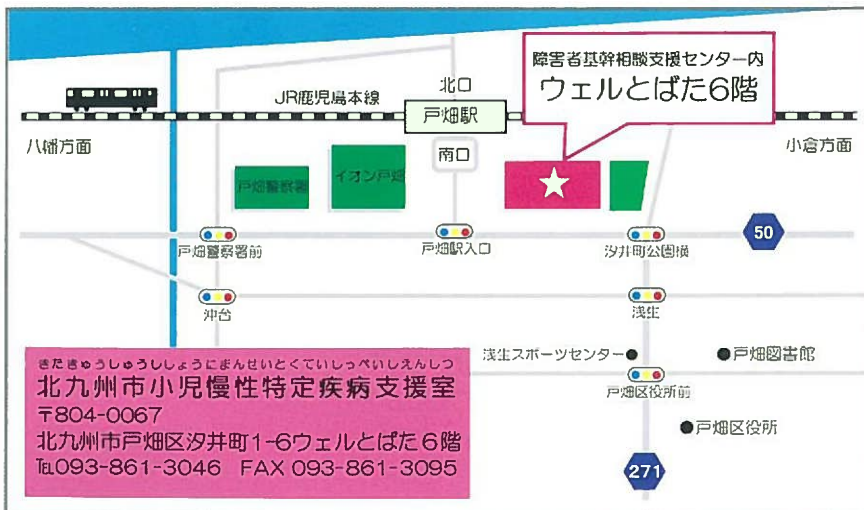 障害者基幹相談支援センター内
ウェルとばた6階
北口
JR鹿児島本線
戸畑駅
八幡方面
小倉方面
南口
戸畑警察署
イオン戸畑
戸畑警察署前
戸畑駅入口
汐井町公園横
50
沖台
浅生
浅生スポーツセンター
戸畑図書館
戸畑区役所前
戸畑区役所
271
きたきゅうしゅうししょうにまんせいとくていしっぺいしえんしつ
北九州市小児慢性特定疾病支援室
〒804-0067
北九州市戸畑区汐井町1-6ウェルとばた6階
℡093-861-3046 FAX 093-861-3095